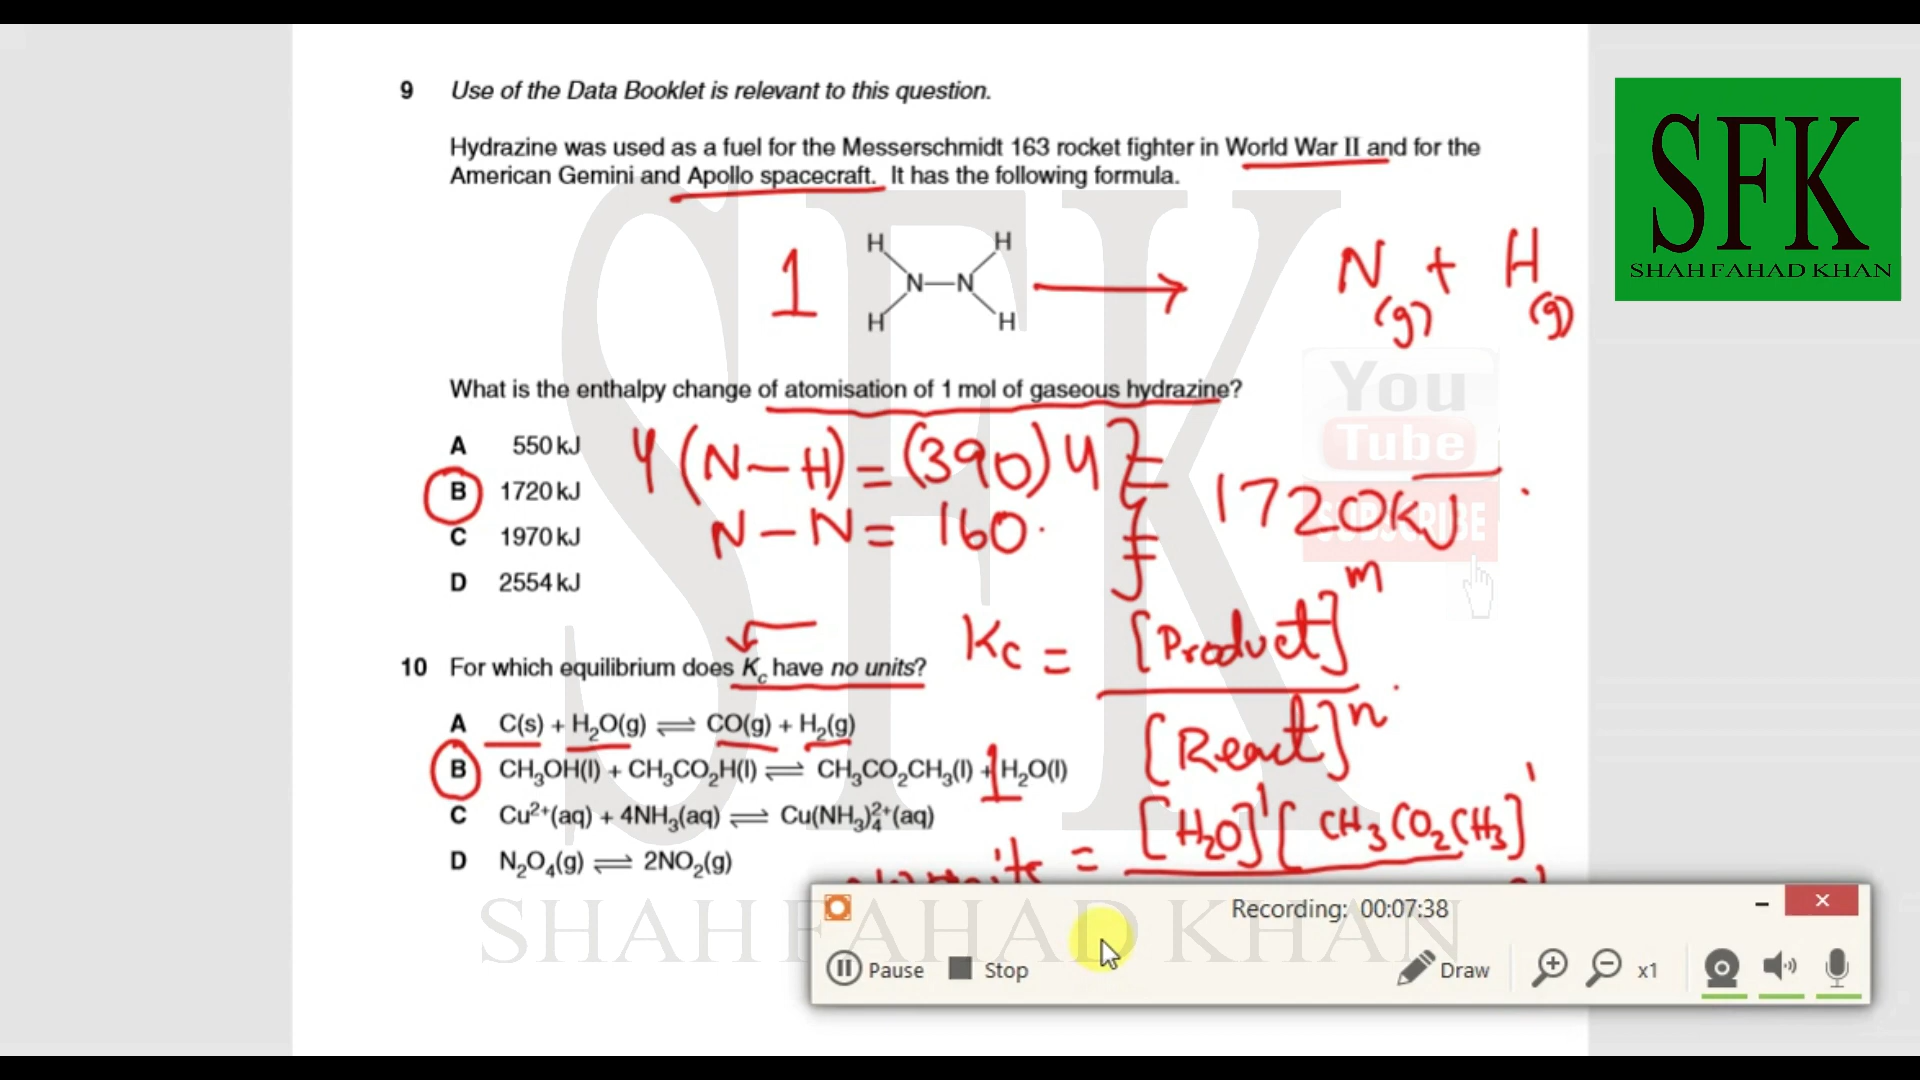 9 Use of the Data Booklet is relevant to this question.
Hydrazine was used as a fuel for the Messerschmidt 163 rocket fighter in World War II and for the
American Gemini and Apollo spacecraft. It has the following formula.
SFK
SHAH FAHAD KHAN
H H
1 N—N → N(g) + H(g)
H H
What is the enthalpy change of atomisation of 1 mol of gaseous hydrazine?
You
Tube
SUBSCRIBE
A 550 kJ
4 (N–H) = (390)4
B 1720 kJ
= 1720kJ
C 1970 kJ
N–N = 160
D 2554 kJ
10 For which equilibrium does Kc have no units?
Kc = [Product]^m
[React]^n
A C(s) + H₂O(g) ⇌ CO(g) + H₂(g)
B CH₃OH(l) + CH₃CO₂H(l) ⇌ CH₃CO₂CH₃(l) + H₂O(l)
1
C Cu²⁺(aq) + 4NH₃(aq) ⇌ Cu(NH₃)₄²⁺(aq)
= [H₂O]¹ [CH₃CO₂CH₃]¹
D N₂O₄(g) ⇌ 2NO₂(g)
SHAH FAHAD KHAN
Recording: 00:07:38
Pause Stop Draw x1